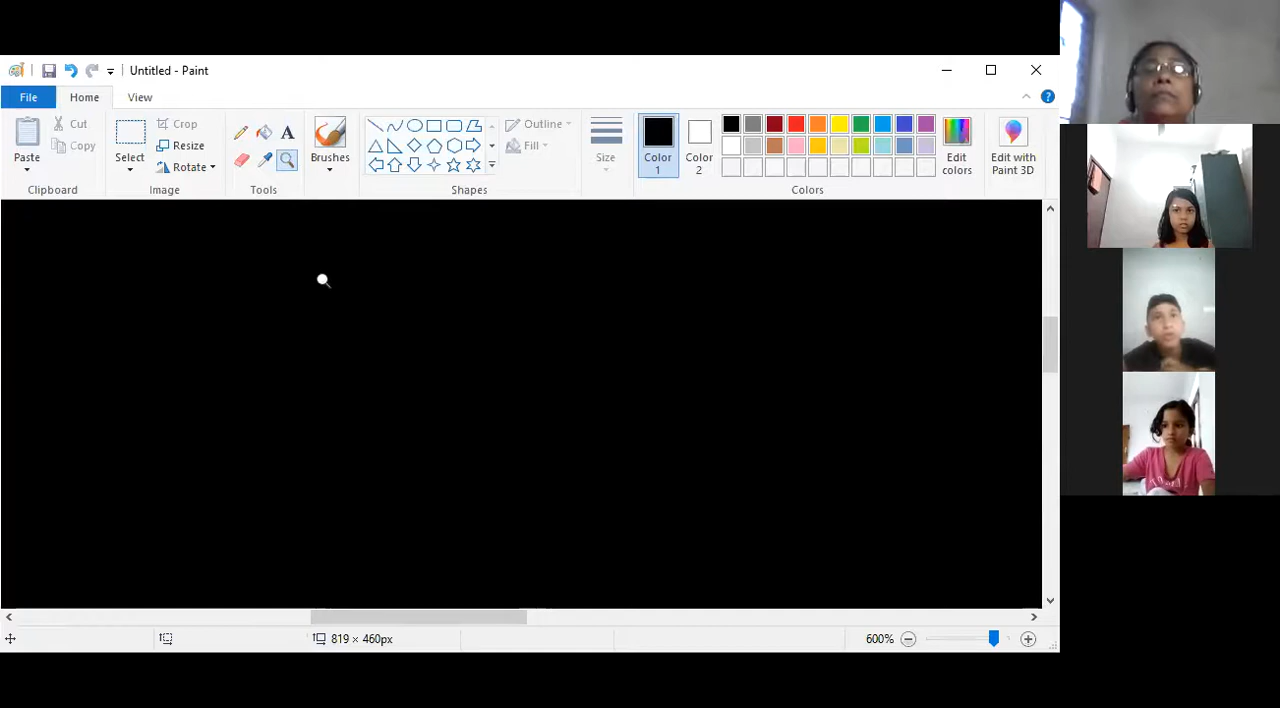 Untitled - Paint
File Home View
Paste
Cut
Copy
Clipboard
Select
Crop
Resize
Rotate
Image
A
Tools
Brushes
Shapes
Outline
Fill
Size
Color 1
Color 2
Colors
Edit colors
Edit with Paint 3D
819 × 460px
600%